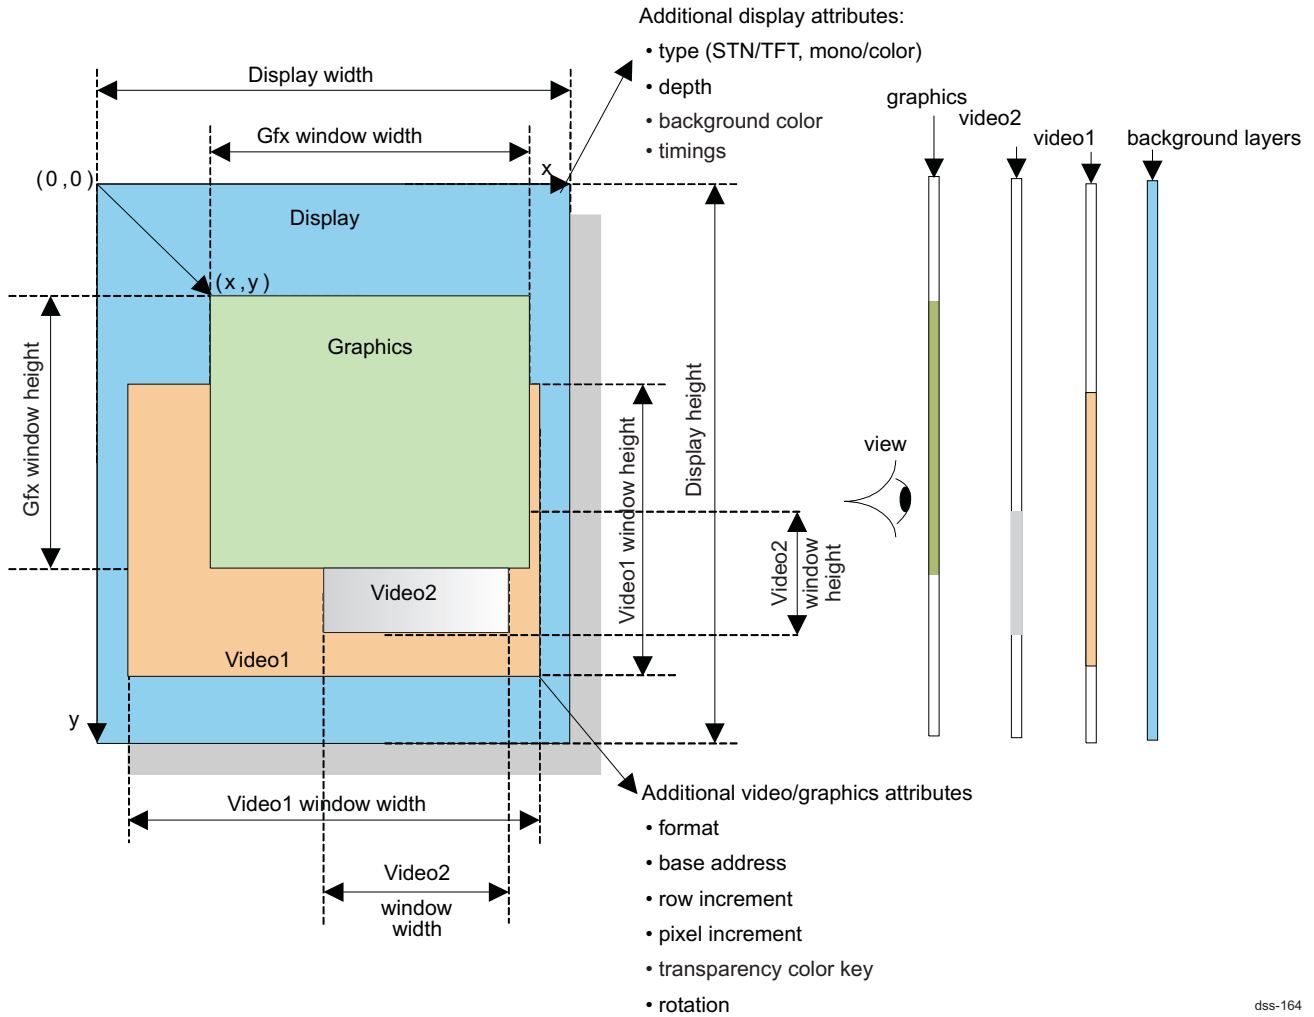 Additional display attributes:
• type (STN/TFT, mono/color)
• depth
• background color
• timings
Display width
Gfx window width
(0,0)
x
Display
(x,y)
Graphics
Gfx window height
Video1 window height
Display height
Video2
window
height
Video2
Video1
y
Video1 window width
Video2
window
width
graphics
video2
video1
background layers
view
Additional video/graphics attributes
• format
• base address
• row increment
• pixel increment
• transparency color key
• rotation
dss-164